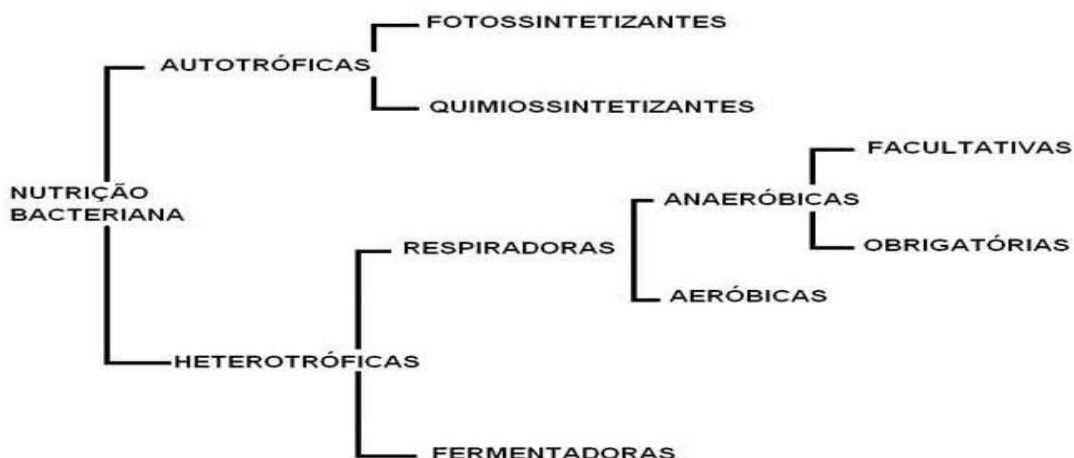 FOTOSSINTETIZANTES
AUTOTRÓFICAS
QUIMIOSSINTETIZANTES
FACULTATIVAS
NUTRIÇÃO
BACTERIANA
ANAERÓBICAS
RESPIRADORAS
OBRIGATÓRIAS
AERÓBICAS
HETEROTRÓFICAS
FERMENTADORAS